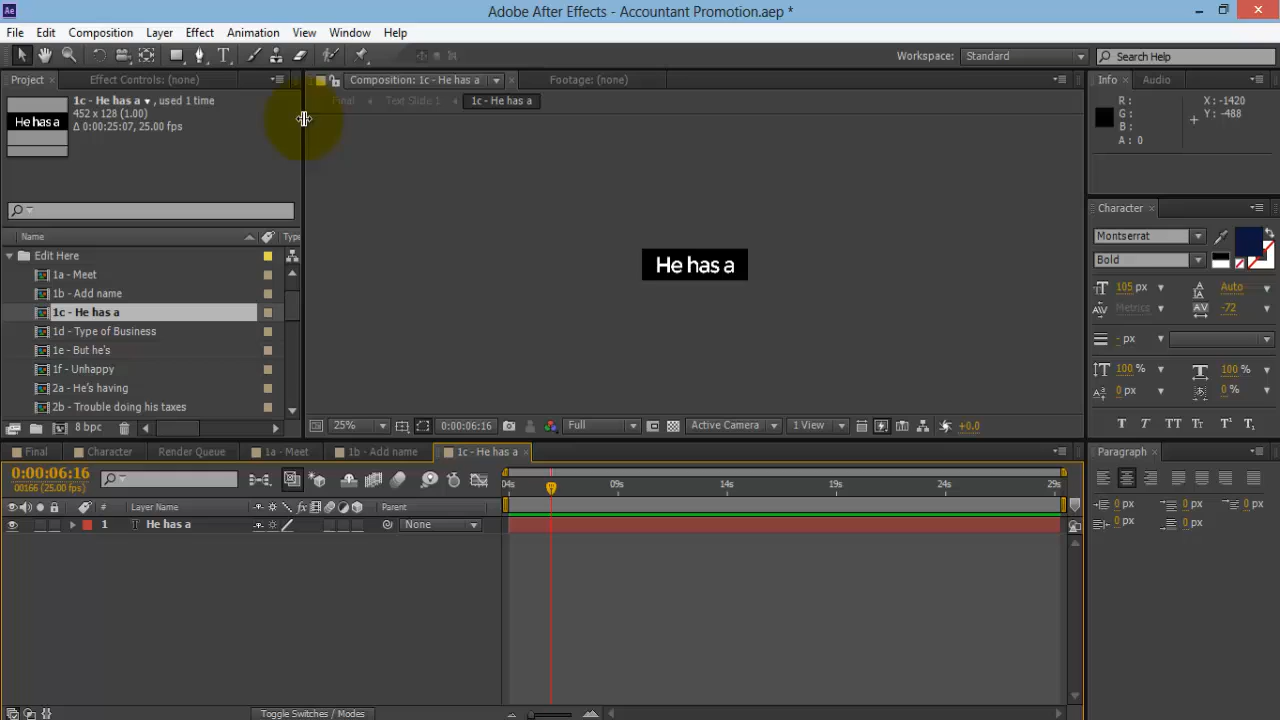 Ae Adobe After Effects - Accountant Promotion.aep *
File Edit Composition Layer Effect Animation View Window Help
T Workspace: Standard Search Help
Project × Effect Controls: (none) Composition: 1c - He has a × Footage: (none) Info × Audio
1c - He has a , used 1 time
452 x 128 (1.00)
Δ 0:00:25:07, 25.00 fps
He has a
Final Text Slide 1 1c - He has a
R : X : -1420
G : Y : -488
B :
A : 0
Name Type
Edit Here
1a - Meet
1b - Add name
1c - He has a
1d - Type of Business
1e - But he's
1f - Unhappy
2a - He's having
2b - Trouble doing his taxes
8 bpc
He has a
25% 0:00:06:16 Full Active Camera 1 View +0.0
Character ×
Montserrat
Bold
105 px Auto
Metrics -72
- px
100 % 100 %
0 px 0 %
T T TT Tт T¹ T₁
Final Character Render Queue 1a - Meet 1b - Add name 1c - He has a ×
0:00:06:16
00166 (25.00 fps)
04s 09s 14s 19s 24s 29s
# Layer Name fx Parent
1 T He has a None
Toggle Switches / Modes
Paragraph ×
0 px 0 px 0 px
0 px 0 px